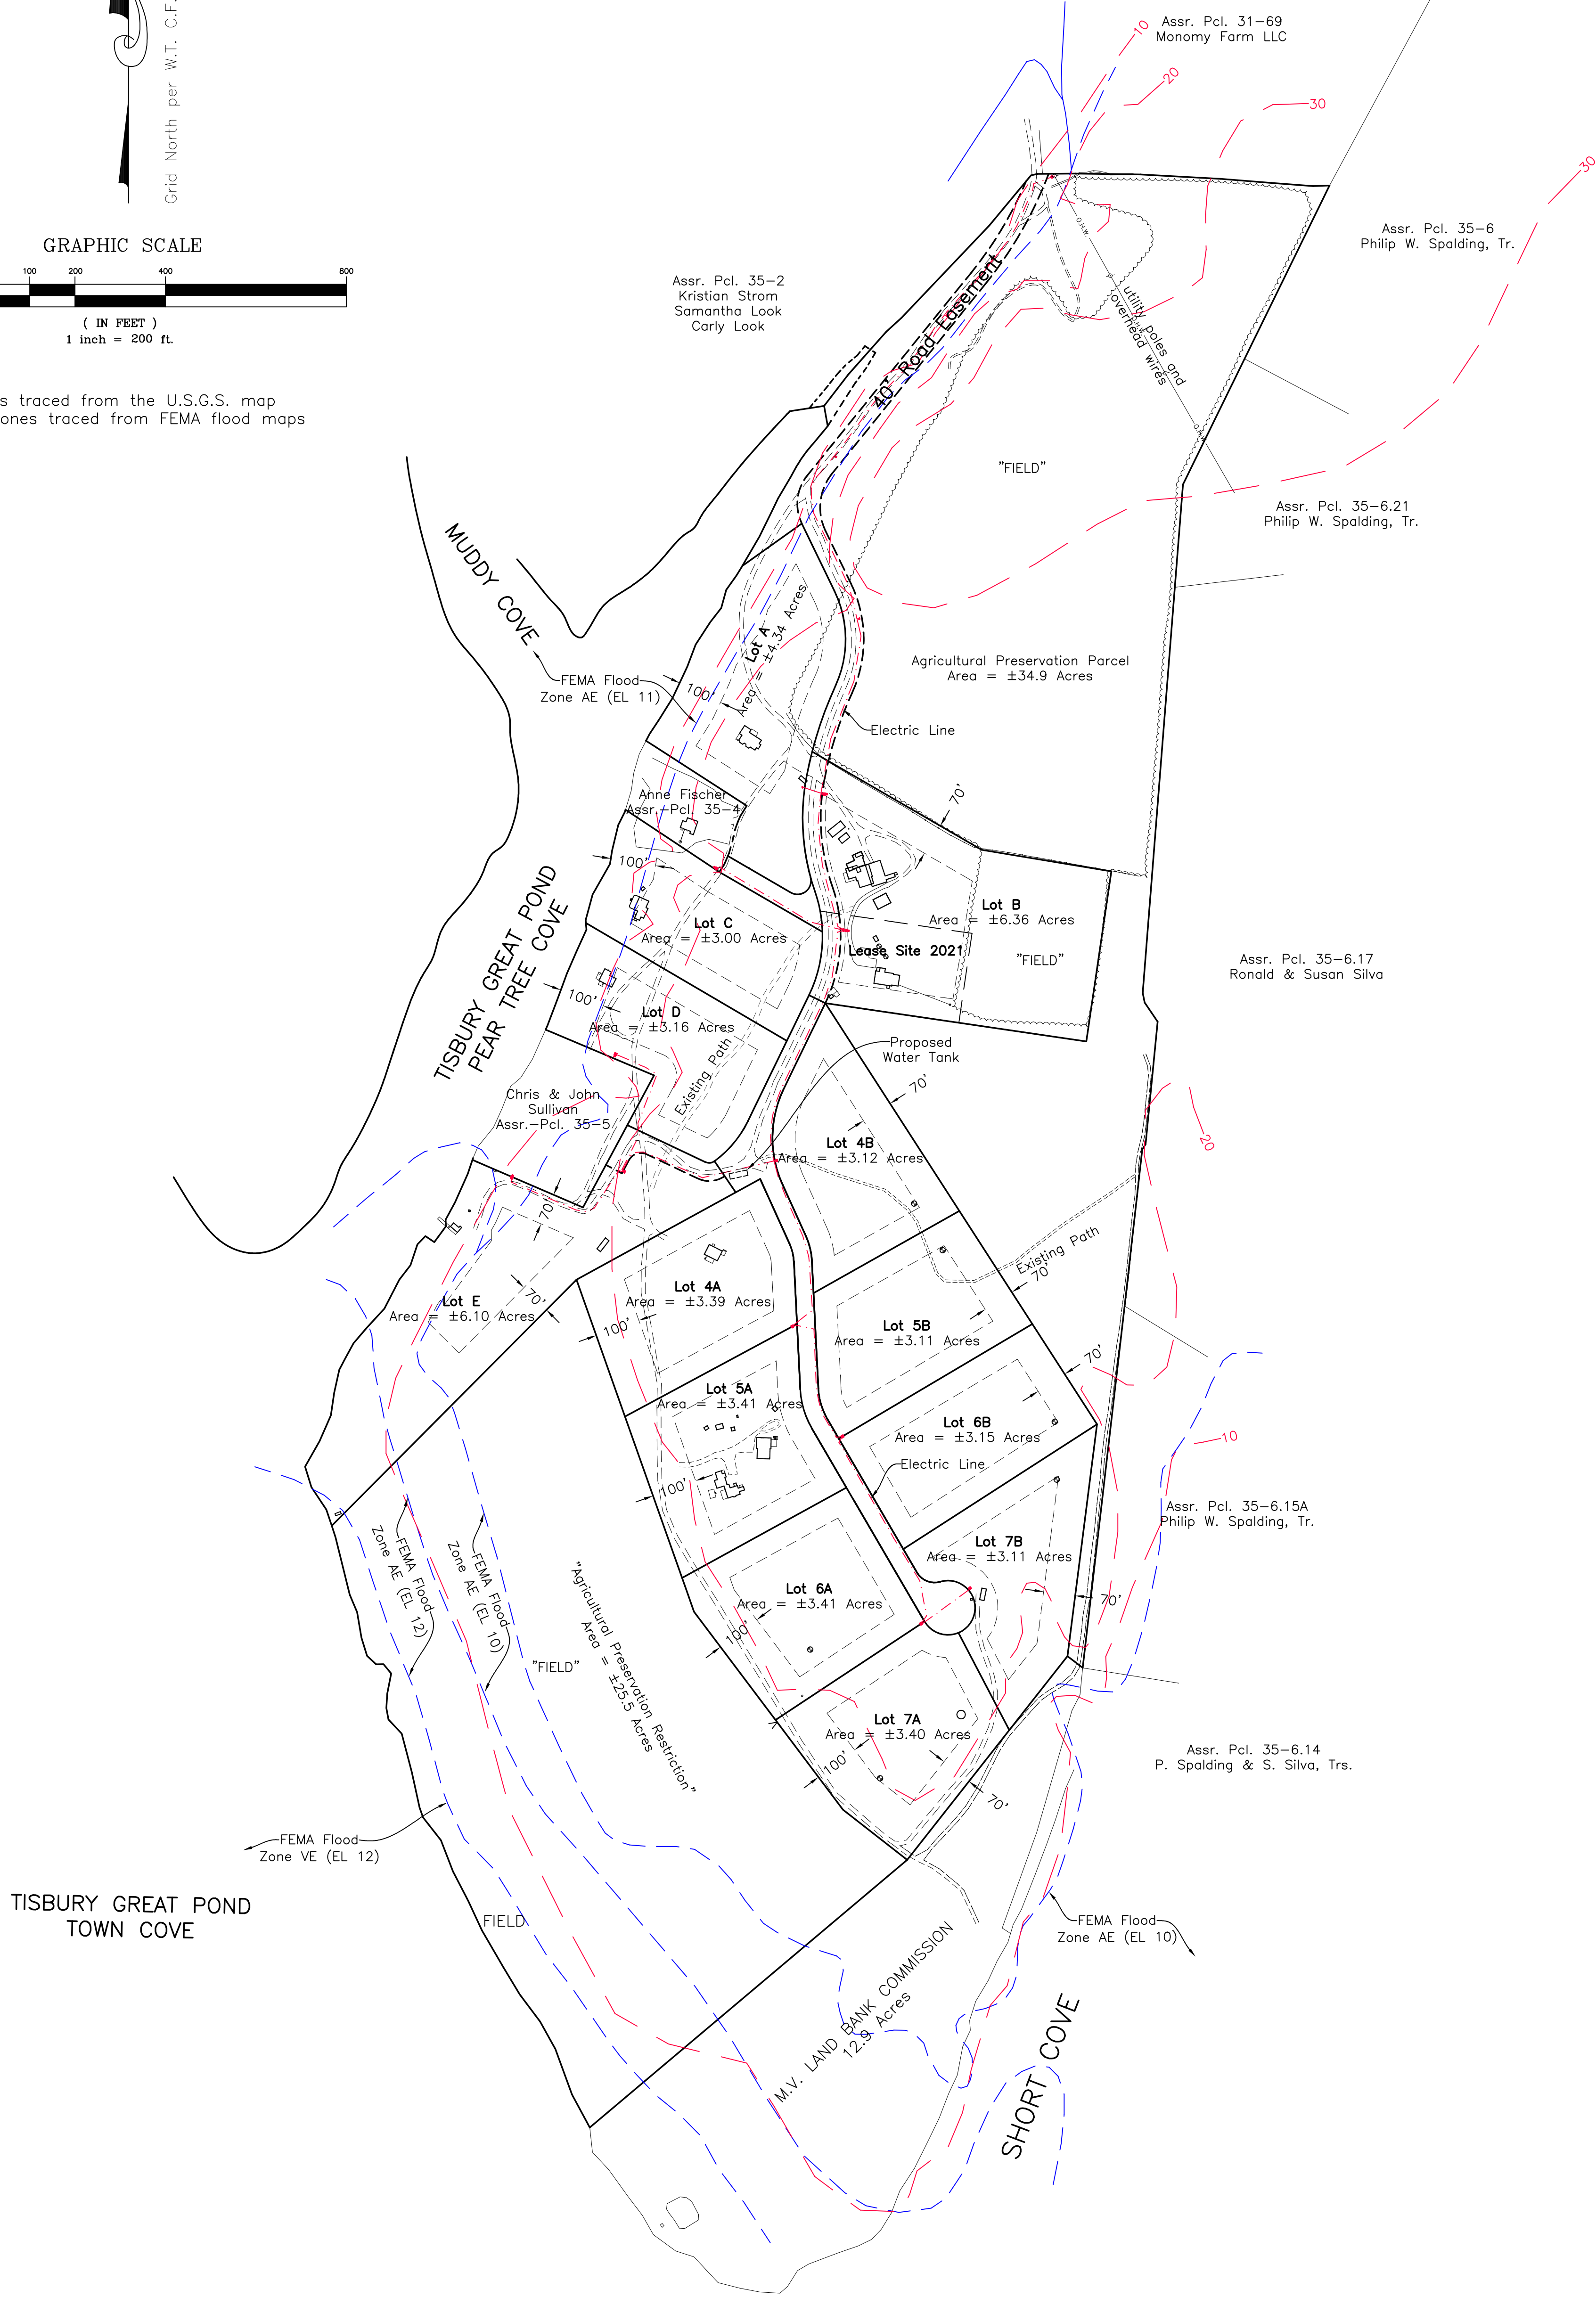 Grid North per W.T. C.F.
GRAPHIC SCALE
100 200 400 800
( IN FEET )
1 inch = 200 ft.
s traced from the U.S.G.S. map
ones traced from FEMA flood maps
Assr. Pcl. 31-69
Monomy Farm LLC
10
20
30
30
Assr. Pcl. 35-6
Philip W. Spalding, Tr.
Assr. Pcl. 35-2
Kristian Strom
Samantha Look
Carly Look
40' Road Easement
O.H.W.
utility poles and
overhead wires
"FIELD"
Assr. Pcl. 35-6.21
Philip W. Spalding, Tr.
MUDDY COVE
Lot A
Area = ±4.34 Acres
100'
FEMA Flood
Zone AE (EL 11)
Agricultural Preservation Parcel
Area = ±34.9 Acres
Electric Line
70'
Anne Fischer
Assr.-Pcl. 35-4
100'
Lot C
Area = ±3.00 Acres
Lot B
Area = ±6.36 Acres
Lease Site 2021
"FIELD"
Assr. Pcl. 35-6.17
Ronald & Susan Silva
TISBURY GREAT POND
PEAR TREE COVE
100'
Lot D
Area = ±3.16 Acres
Existing Path
Proposed
Water Tank
Chris & John
Sullivan
Assr.-Pcl. 35-5
70'
20
Lot 4B
Area = ±3.12 Acres
70'
Existing Path
70'
Lot E
Area = ±6.10 Acres
70'
Lot 4A
Area = ±3.39 Acres
100'
Lot 5B
Area = ±3.11 Acres
70'
Lot 5A
Area = ±3.41 Acres
Lot 6B
Area = ±3.15 Acres
10
Electric Line
100'
Assr. Pcl. 35-6.15A
Philip W. Spalding, Tr.
FEMA Flood
Zone AE (EL 12)
FEMA Flood
Zone AE (EL 10)
Lot 7B
Area = ±3.11 Acres
70'
Lot 6A
Area = ±3.41 Acres
100'
"Agricultural Preservation Restriction"
Area = ±25.5 Acres
"FIELD"
Lot 7A
Area = ±3.40 Acres
100'
70'
Assr. Pcl. 35-6.14
P. Spalding & S. Silva, Trs.
FEMA Flood
Zone VE (EL 12)
TISBURY GREAT POND
TOWN COVE
FIELD
FEMA Flood
Zone AE (EL 10)
M.V. LAND BANK COMMISSION
12.9 Acres
SHORT COVE